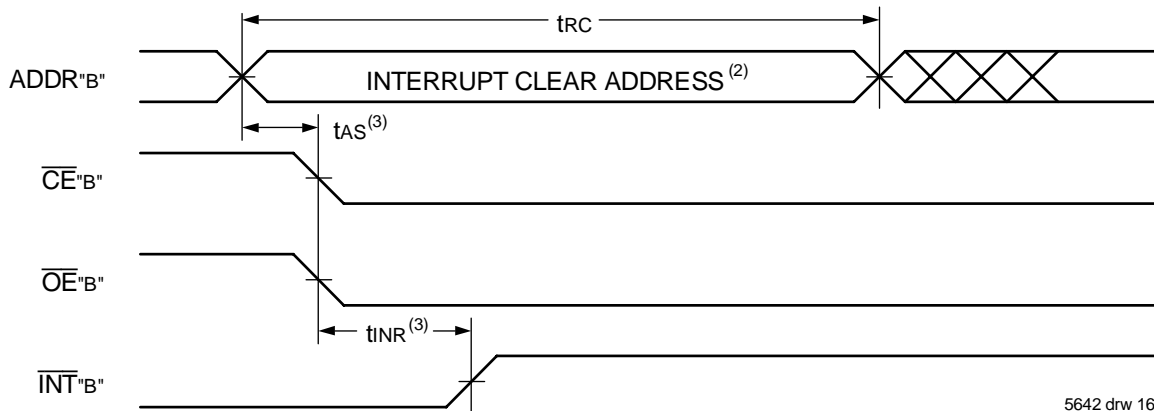 tRC
ADDR"B"
INTERRUPT CLEAR ADDRESS(2)
tAS(3)
CE"B"
OE"B"
tINR(3)
INT"B"
5642 drw 16